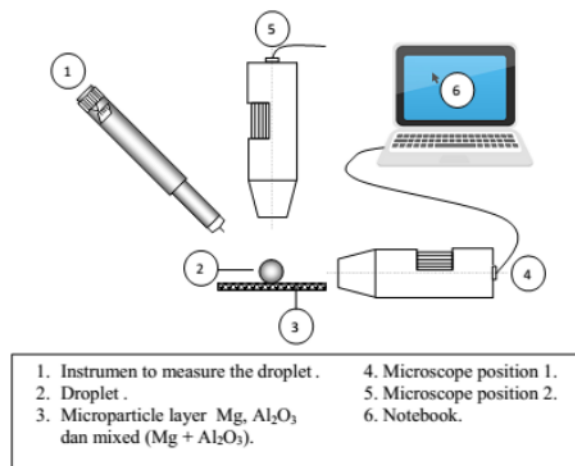 5
1
6
2
4
3
1. Instrumen to measure the droplet .
2. Droplet .
3. Microparticle layer Mg, Al₂O₃
dan mixed (Mg + Al₂O₃).
4. Microscope position 1.
5. Microscope position 2.
6. Notebook.